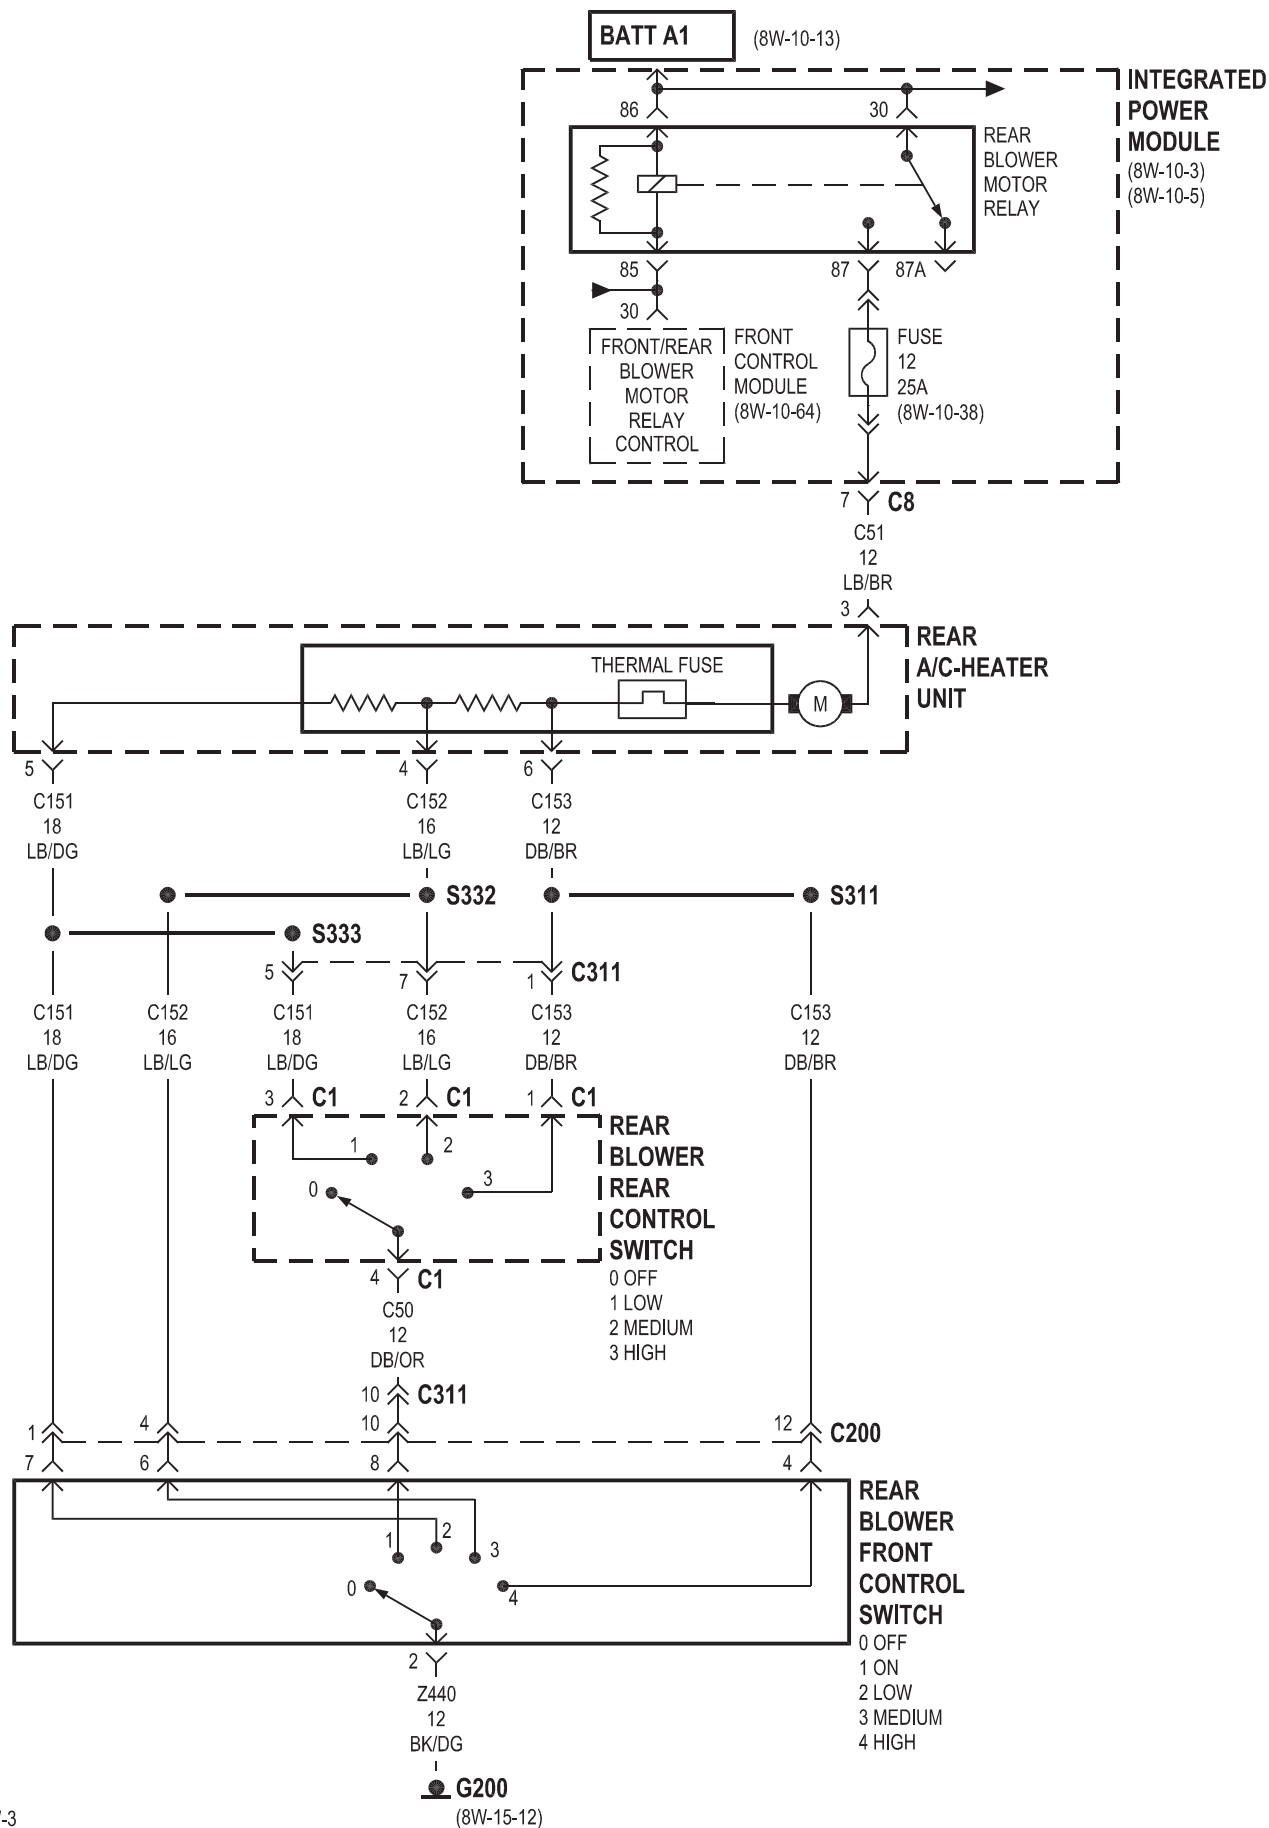 BATT A1 (8W-10-13)
INTEGRATED
POWER
MODULE
(8W-10-3)
(8W-10-5)
86 30
REAR
BLOWER
MOTOR
RELAY
85 87 87A
30
FRONT/REAR
BLOWER
MOTOR
RELAY
CONTROL
FRONT
CONTROL
MODULE
(8W-10-64)
FUSE
12
25A
(8W-10-38)
7 C8
C51
12
LB/BR
3
REAR
A/C-HEATER
UNIT
THERMAL FUSE
M
5 4 6
C151 C152 C153
18 16 12
LB/DG LB/LG DB/BR
S332 S311
S333
5 7 1 C311
C151 C152 C151 C152 C153 C153
18 16 18 16 12 12
LB/DG LB/LG LB/DG LB/LG DB/BR DB/BR
3 C1 2 C1 1 C1
REAR
BLOWER
REAR
CONTROL
SWITCH
0 OFF
1 LOW
2 MEDIUM
3 HIGH
1 2
0 3
4 C1
C50
12
DB/OR
10 C311
1 4 10 12 C200
7 6 8 4
REAR
BLOWER
FRONT
CONTROL
SWITCH
0 OFF
1 ON
2 LOW
3 MEDIUM
4 HIGH
1 2 3
0 4
2
Z440
12
BK/DG
G200
(8W-15-12)
-3